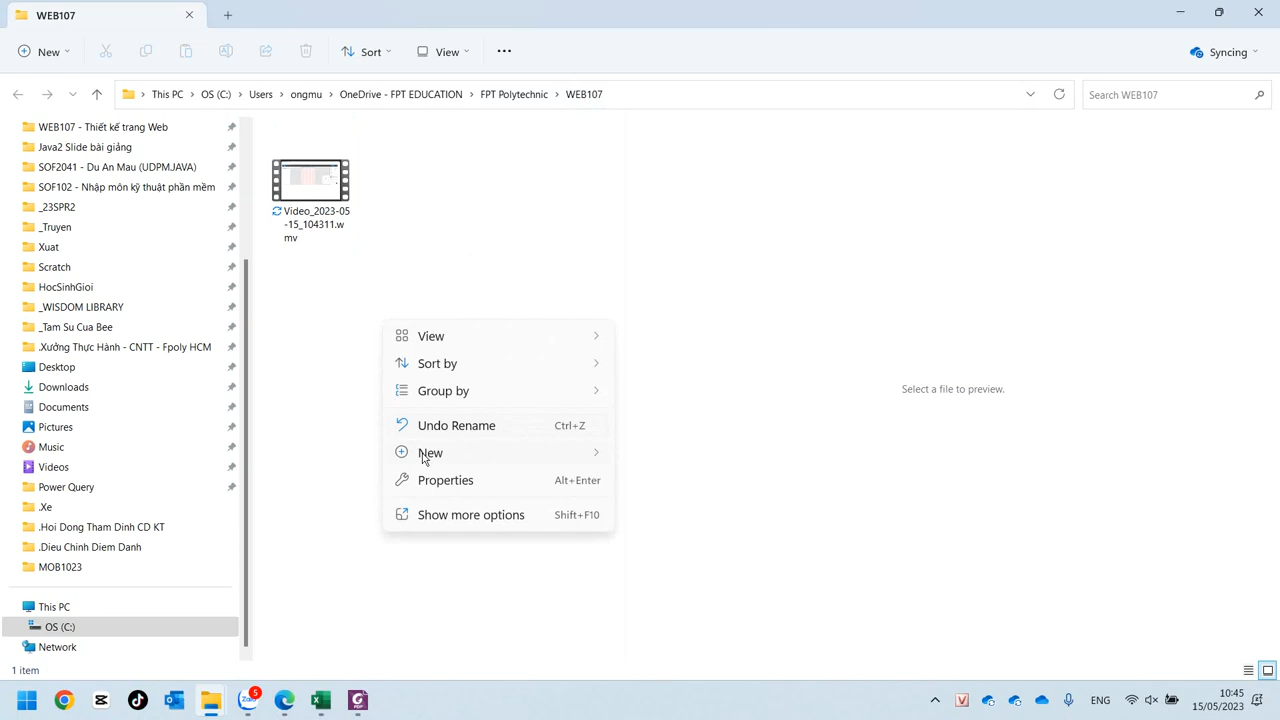 WEB107
New
Sort
View
Syncing
This PC > OS (C:) > Users > ongmu > OneDrive - FPT EDUCATION > FPT Polytechnic > WEB107
Search WEB107
WEB107 - Thiết kế trang Web
Java2 Slide bài giảng
SOF2041 - Du An Mau (UDPM.JAVA)
SOF102 - Nhập môn kỹ thuật phần mềm
_23SPR2
_Truyen
Xuat
Scratch
HocSinhGioi
_WISDOM LIBRARY
_Tam Su Cua Bee
.Xưởng Thực Hành - CNTT - Fpoly HCM
Desktop
Downloads
Documents
Pictures
Music
Videos
Power Query
.Xe
.Hoi Dong Tham Dinh CD KT
.Dieu Chinh Diem Danh
MOB1023
This PC
OS (C:)
Network
Video_2023-05
-15_104311.w
mv
View
Sort by
Group by
Undo Rename Ctrl+Z
New
Properties Alt+Enter
Show more options Shift+F10
Select a file to preview.
1 item
Zalo
5
PDF
ENG
10:45
15/05/2023